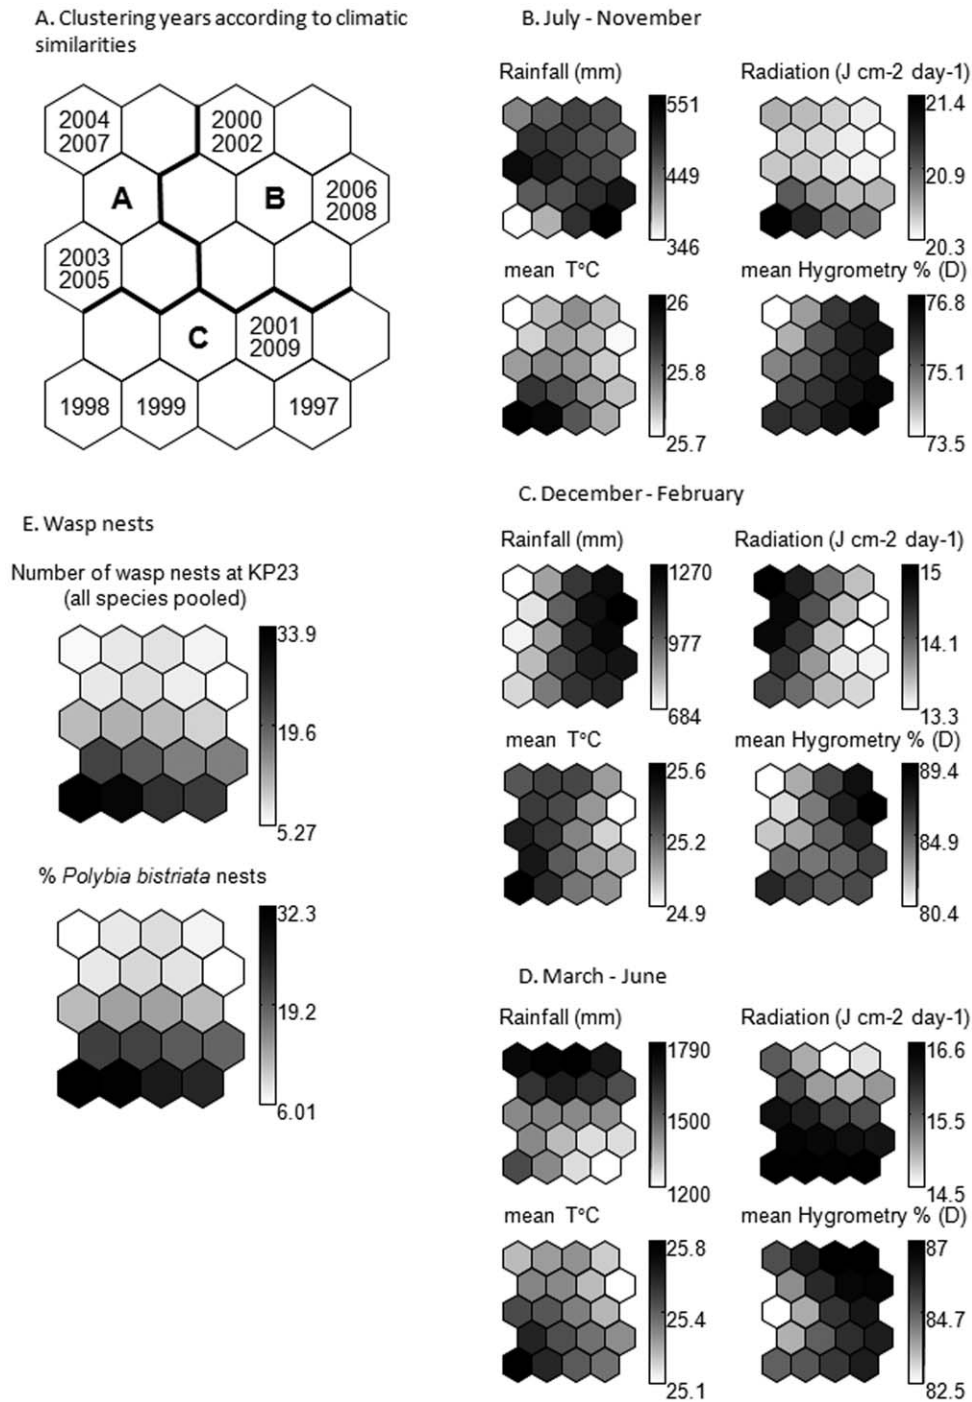 A. Clustering years according to climatic
similarities
2004
2007
2000
2002
A
B
2006
2008
2003
2005
C
2001
2009
1998
1999
1997
B. July - November
Rainfall (mm)
551
449
346
Radiation (J cm-2 day-1)
21.4
20.9
20.3
mean T°C
26
25.8
25.7
mean Hygrometry % (D)
76.8
75.1
73.5
C. December - February
Rainfall (mm)
1270
977
684
Radiation (J cm-2 day-1)
15
14.1
13.3
mean T°C
25.6
25.2
24.9
mean Hygrometry % (D)
89.4
84.9
80.4
D. March - June
Rainfall (mm)
1790
1500
1200
Radiation (J cm-2 day-1)
16.6
15.5
14.5
mean T°C
25.8
25.4
25.1
mean Hygrometry % (D)
87
84.7
82.5
E. Wasp nests
Number of wasp nests at KP23
(all species pooled)
33.9
19.6
5.27
% Polybia bistriata nests
32.3
19.2
6.01